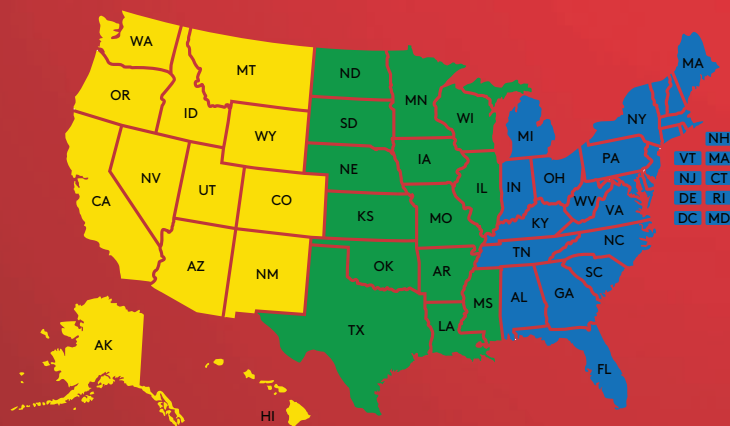 WA
MT
ND
MN
MA
OR
ID
SD
WI
NY
WY
MI
NH
NE
IA
PA
VT MA
NV
UT
CO
IL
IN
OH
NJ CT
CA
KS
MO
WV
VA
DE RI
KY
DC MD
AZ
NM
OK
AR
TN
NC
SC
MS
AL
GA
TX
LA
AK
FL
HI